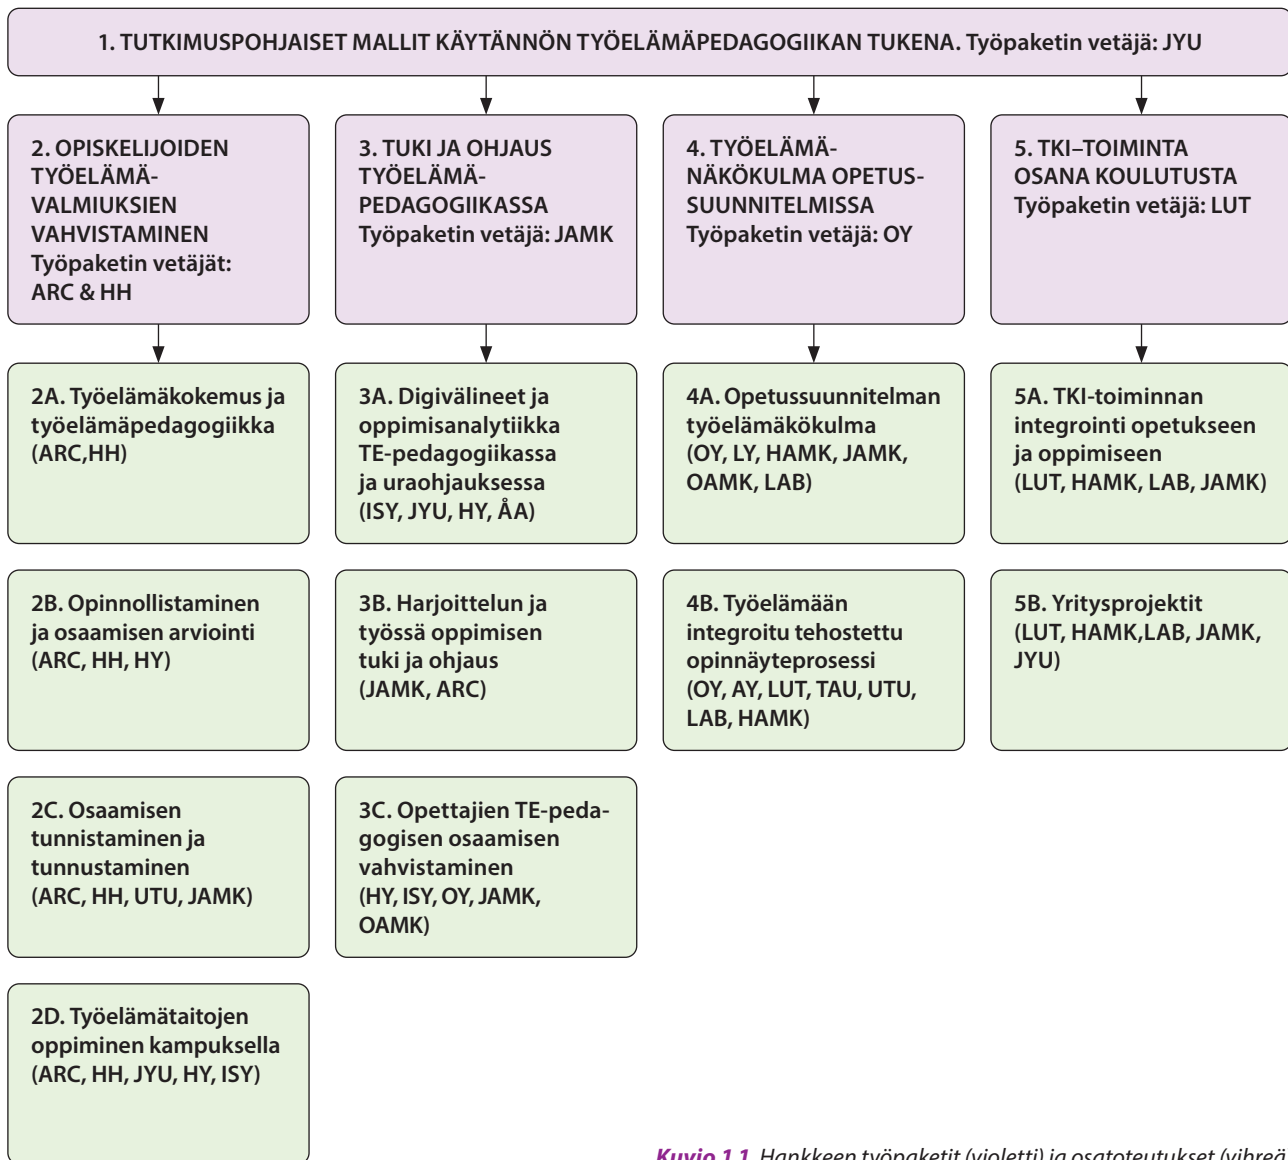 1. TUTKIMUSPOHJAISET MALLIT KÄYTÄNNÖN TYÖELÄMÄPEDAGOGIIKAN TUKENA. Työpaketin vetäjä: JYU
2. OPISKELIJOIDEN
TYÖELÄMÄ-
VALMIUKSIEN
VAHVISTAMINEN
Työpaketin vetäjät:
ARC & HH
3. TUKI JA OHJAUS
TYÖELÄMÄ-
PEDAGOGIIKASSA
Työpaketin vetäjä: JAMK
4. TYÖELÄMÄ-
NÄKÖKULMA OPETUS-
SUUNNITELMISSA
Työpaketin vetäjä: OY
5. TKI–TOIMINTA
OSANA KOULUTUSTA
Työpaketin vetäjä: LUT
2A. Työelämäkokemus ja
työelämäpedagogiikka
(ARC,HH)
3A. Digivälineet ja
oppimisanalytiikka
TE-pedagogiikassa
ja uraohjauksessa
(ISY, JYU, HY, ÅA)
4A. Opetussuunnitelman
työelämäkökulma
(OY, LY, HAMK, JAMK,
OAMK, LAB)
5A. TKI-toiminnan
integrointi opetukseen
ja oppimiseen
(LUT, HAMK, LAB, JAMK)
2B. Opinnollistaminen
ja osaamisen arviointi
(ARC, HH, HY)
3B. Harjoittelun ja
työssä oppimisen
tuki ja ohjaus
(JAMK, ARC)
4B. Työelämään
integroitu tehostettu
opinnäyteprosessi
(OY, AY, LUT, TAU, UTU,
LAB, HAMK)
5B. Yritysprojektit
(LUT, HAMK,LAB, JAMK,
JYU)
2C. Osaamisen
tunnistaminen ja
tunnustaminen
(ARC, HH, UTU, JAMK)
3C. Opettajien TE-peda-
gogisen osaamisen
vahvistaminen
(HY, ISY, OY, JAMK,
OAMK)
2D. Työelämätaitojen
oppiminen kampuksella
(ARC, HH, JYU, HY, ISY)
Kuvio 1.1. Hankkeen työpaketit (violetti) ja osatoteutukset (vihreä